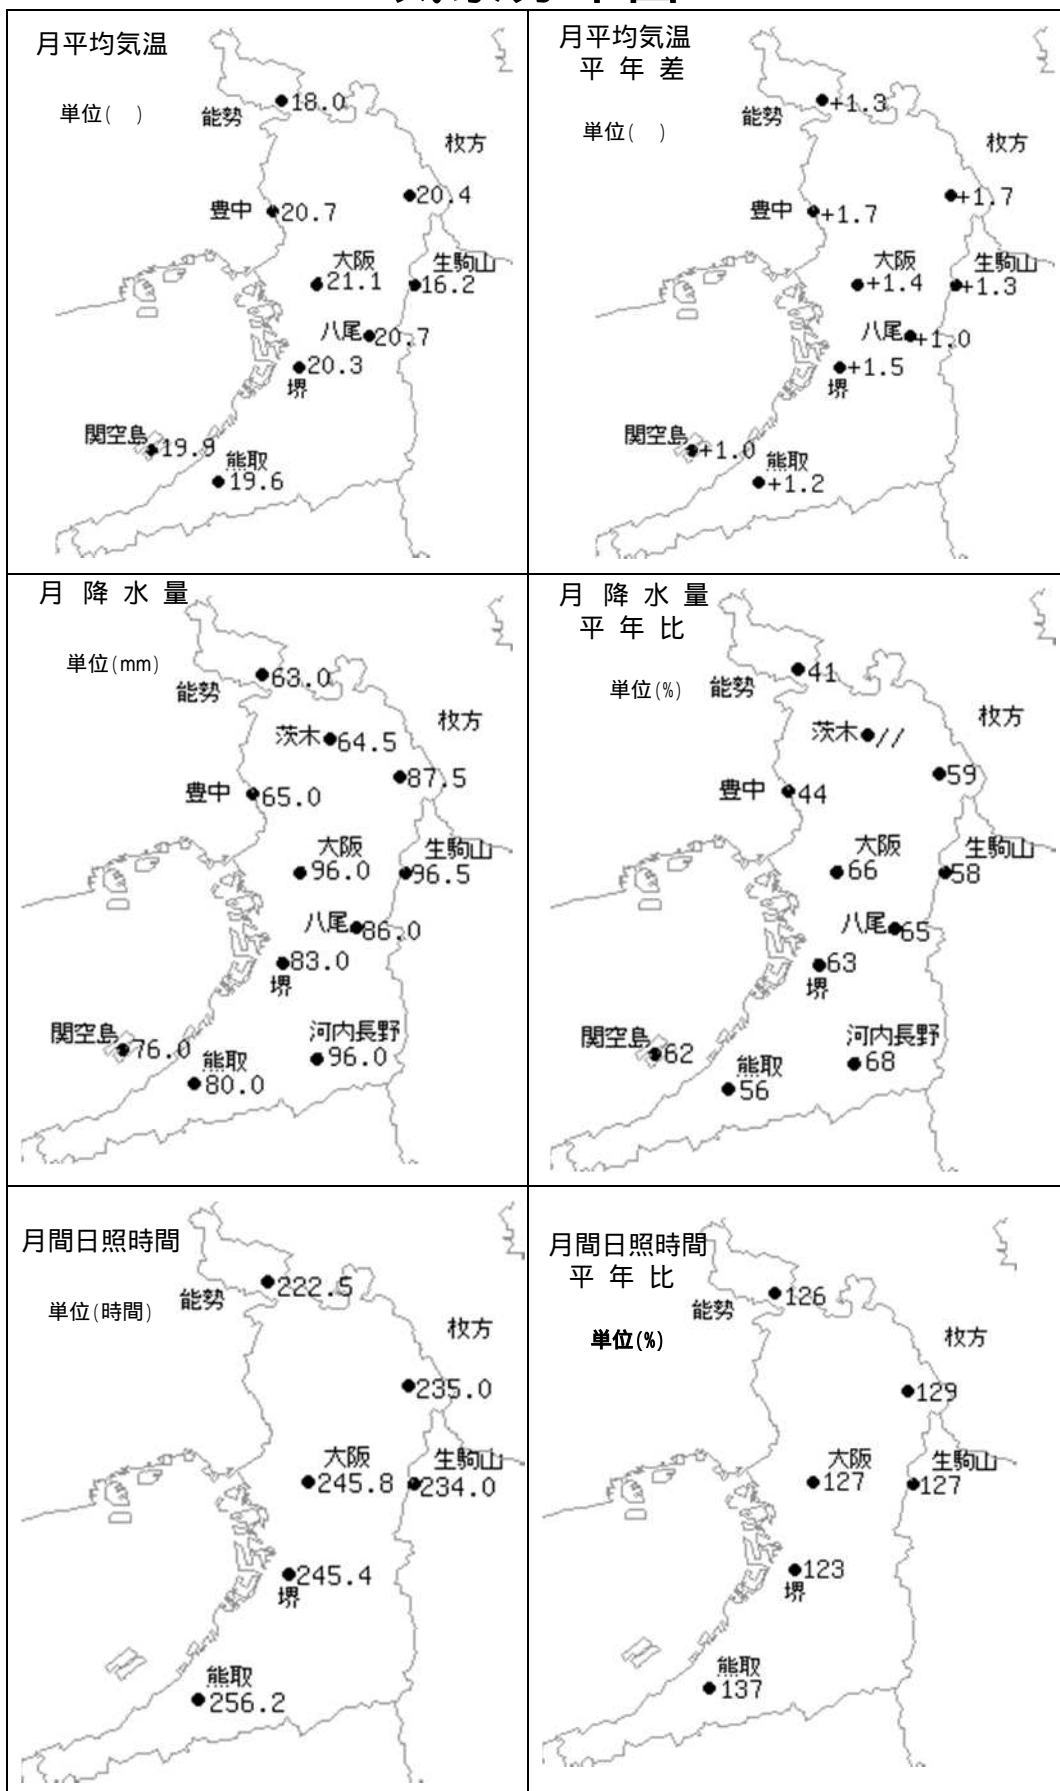 月平均気温
単位( )
能勢
18.0
枚方
20.4
豊中
20.7
大阪
21.1
生駒山
16.2
八尾
20.7
20.3
堺
関空島
19.9
熊取
19.6
月平均気温
平 年 差
単位( )
能勢
+1.3
枚方
+1.7
豊中
+1.7
大阪
+1.4
生駒山
+1.3
八尾
+1.0
+1.5
堺
関空島
+1.0
熊取
+1.2
月 降 水 量
単位(mm)
能勢
63.0
枚方
茨木
64.5
87.5
豊中
65.0
大阪
96.0
生駒山
96.5
八尾
86.0
83.0
堺
関空島
76.0
熊取
80.0
河内長野
96.0
月 降 水 量
平 年 比
単位(%)
能勢
41
枚方
茨木
//
59
豊中
44
大阪
66
生駒山
58
八尾
65
63
堺
関空島
62
熊取
56
河内長野
68
月間日照時間
単位(時間)
能勢
222.5
枚方
235.0
大阪
245.8
生駒山
234.0
245.4
堺
熊取
256.2
月間日照時間
平 年 比
単位(%)
能勢
126
枚方
129
大阪
127
生駒山
127
123
堺
熊取
137